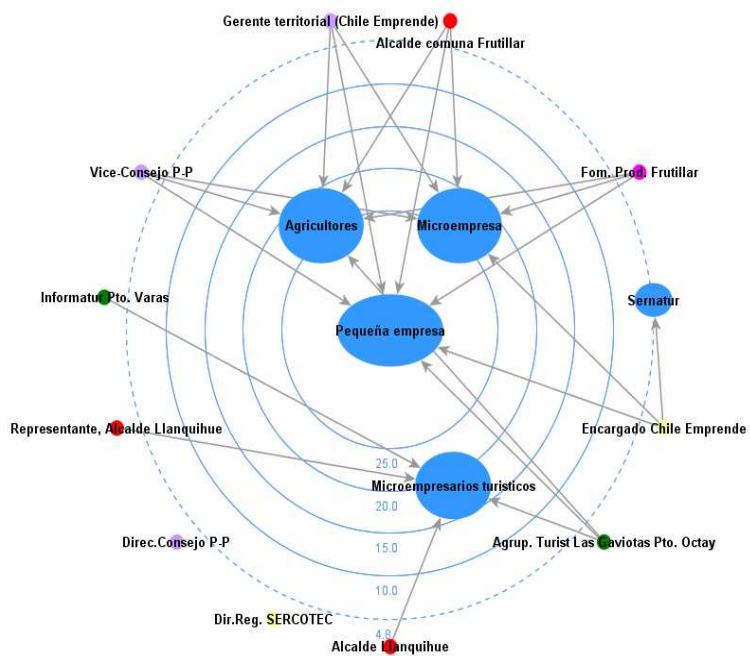 Gerente territorial (Chile Emprende)
Alcalde comuna Frutillar
Vice-Consejo P-P
Fom. Prod. Frutillar
Agricultores
Microempresa
Informatur Pto. Varas
Sernatur
Pequeña empresa
Representante, Alcalde Llanquihue
Encargado Chile Emprende
25.0
Microempresarios turisticos
20.0
Direc.Consejo P-P
15.0
Agrup. Turist Las Gaviotas Pto. Octay
10.0
Dir.Reg. SERCOTEC
4.8
Alcalde Llanquihue